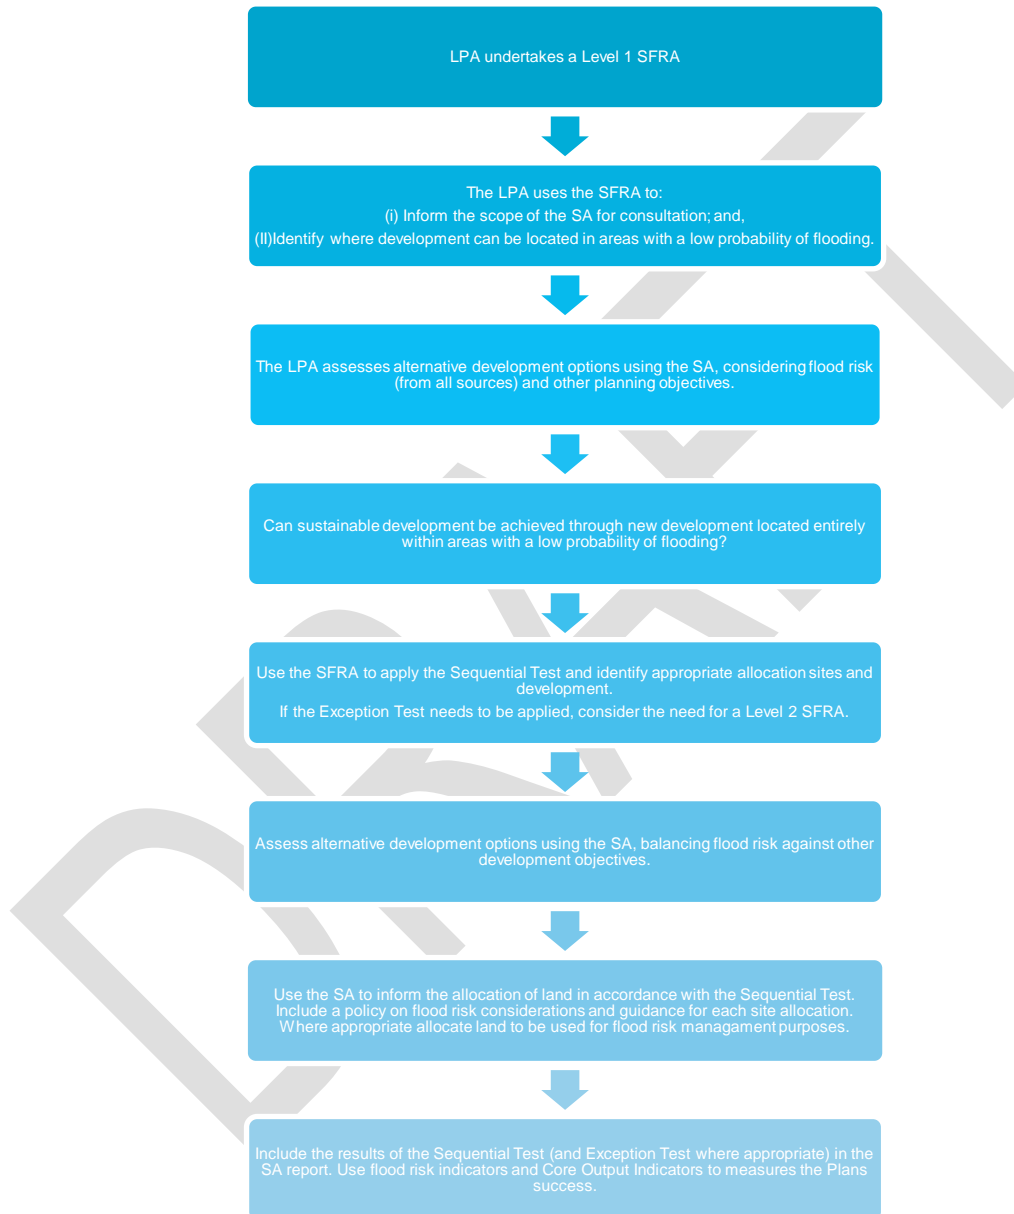 LPA undertakes a Level 1 SFRA
The LPA uses the SFRA to:
(i) Inform the scope of the SA for consultation; and,
(II)Identify where development can be located in areas with a low probability of flooding.
The LPA assesses alternative development options using the SA, considering flood risk
(from all sources) and other planning objectives.
Can sustainable development be achieved through new development located entirely
within areas with a low probability of flooding?
Use the SFRA to apply the Sequential Test and identify appropriate allocation sites and
development.
If the Exception Test needs to be applied, consider the need for a Level 2 SFRA.
Assess alternative development options using the SA, balancing flood risk against other
development objectives.
Use the SA to inform the allocation of land in accordance with the Sequential Test.
Include a policy on flood risk considerations and guidance for each site allocation.
Where appropriate allocate land to be used for flood risk managament purposes.
Include the results of the Sequential Test (and Exception Test where appropriate) in the
SA report. Use flood risk indicators and Core Output Indicators to measures the Plans
success.
DRAFT